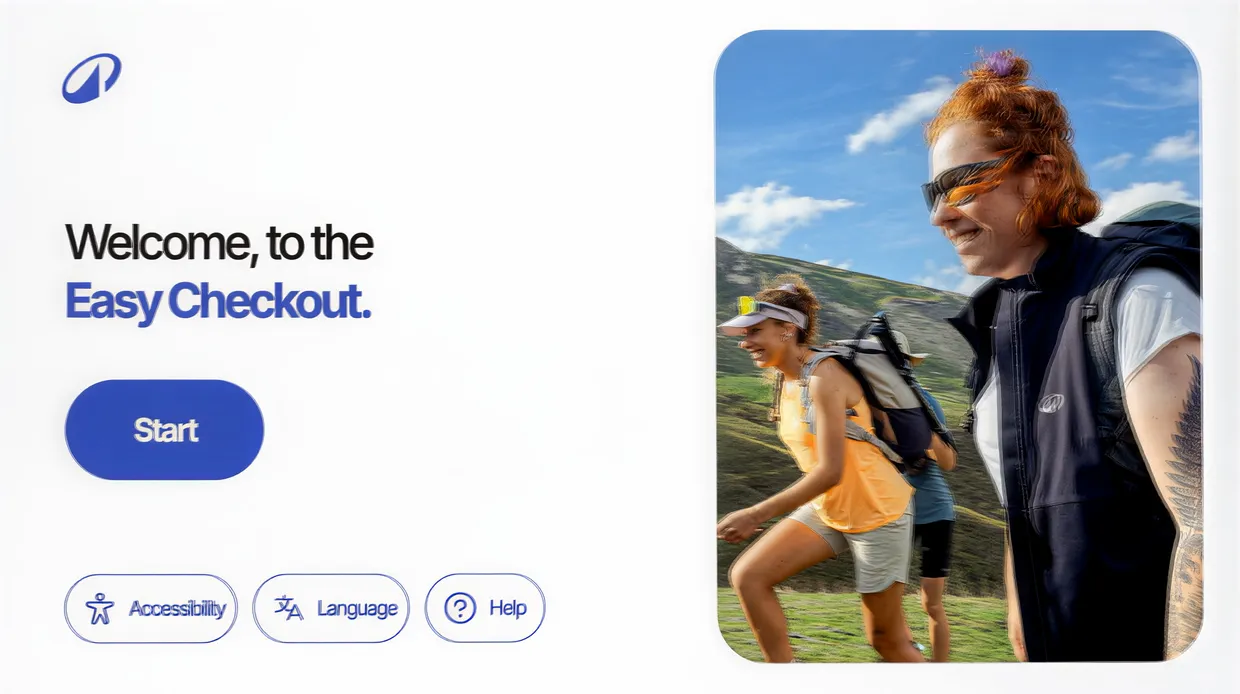 Welcome, to the
Easy Checkout.
Start
Accessibility
Language
Help